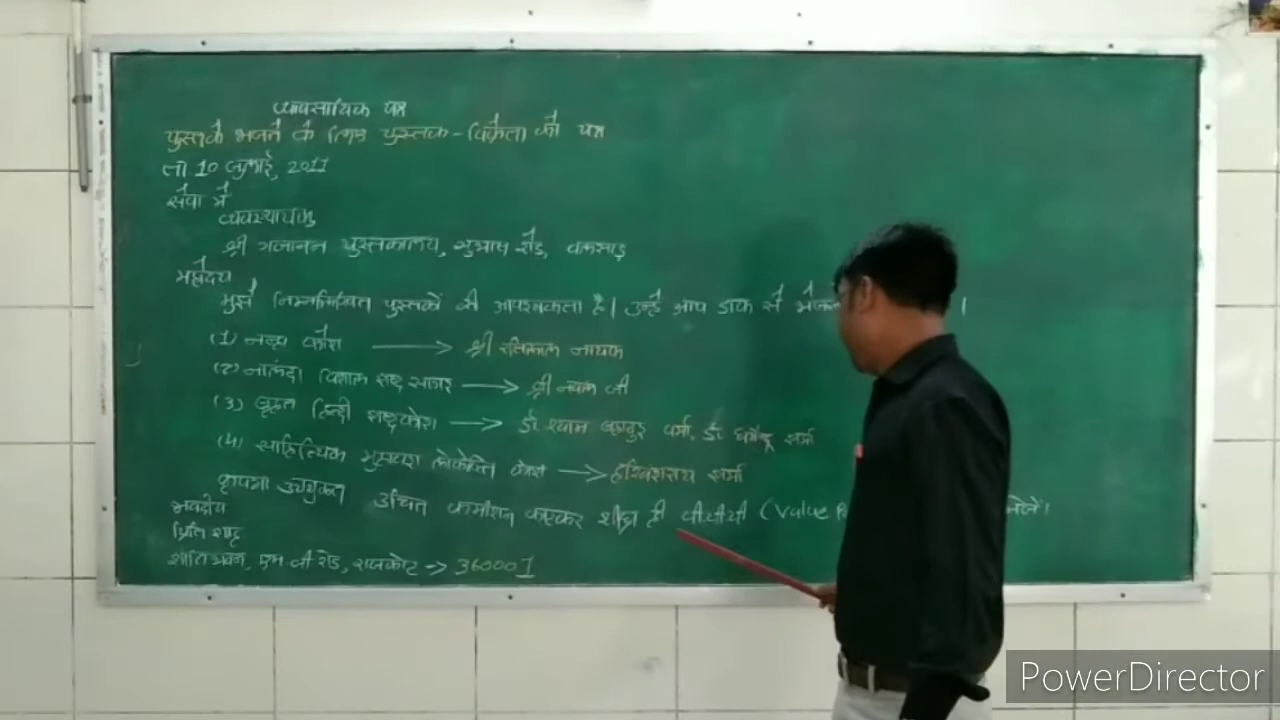 व्यावसायिक पत्र
पुस्तकें भेजने के लिए पुस्तक-विक्रेता को पत्र
ता 10 जुलाई, 2011
सेवा में
व्यवस्थापक
श्री गजानन पुस्तकालय, सुभाष रोड, वलसाड़
महोदय
मुझे निम्नलिखित पुस्तकों की आवश्यकता है। उन्हें आप डाक से
(1) नव्य कोश → श्री रतिलाल नायक
(2) नालंदा विशाल शब्द सागर → श्री नवल जी
(3) बृहत हिन्दी शब्दकोश → डॉ. श्याम बहादुर वर्मा, डॉ धर्मेन्द्र वर्मा
(4) साहित्यिक मुहावरा लोकोक्ति कोश → हरिवंशराय शर्मा
कृपया उपयुक्त उचित कमीशन काटकर शीघ्र ही वीपीपी (Value
भवदीय
प्रिति शाह
शांति भवन, एम जी रोड, राजकोट → 360001
PowerDirector